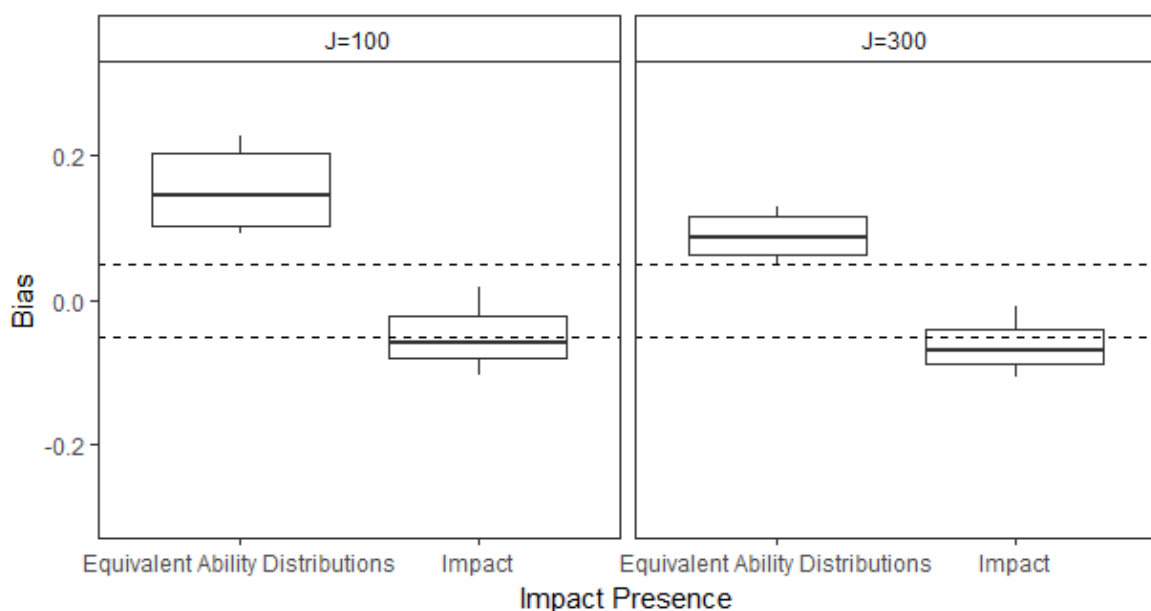 J=100
J=300
Bias
0.2
0.0
-0.2
Equivalent Ability Distributions
Impact
Equivalent Ability Distributions
Impact
Impact Presence